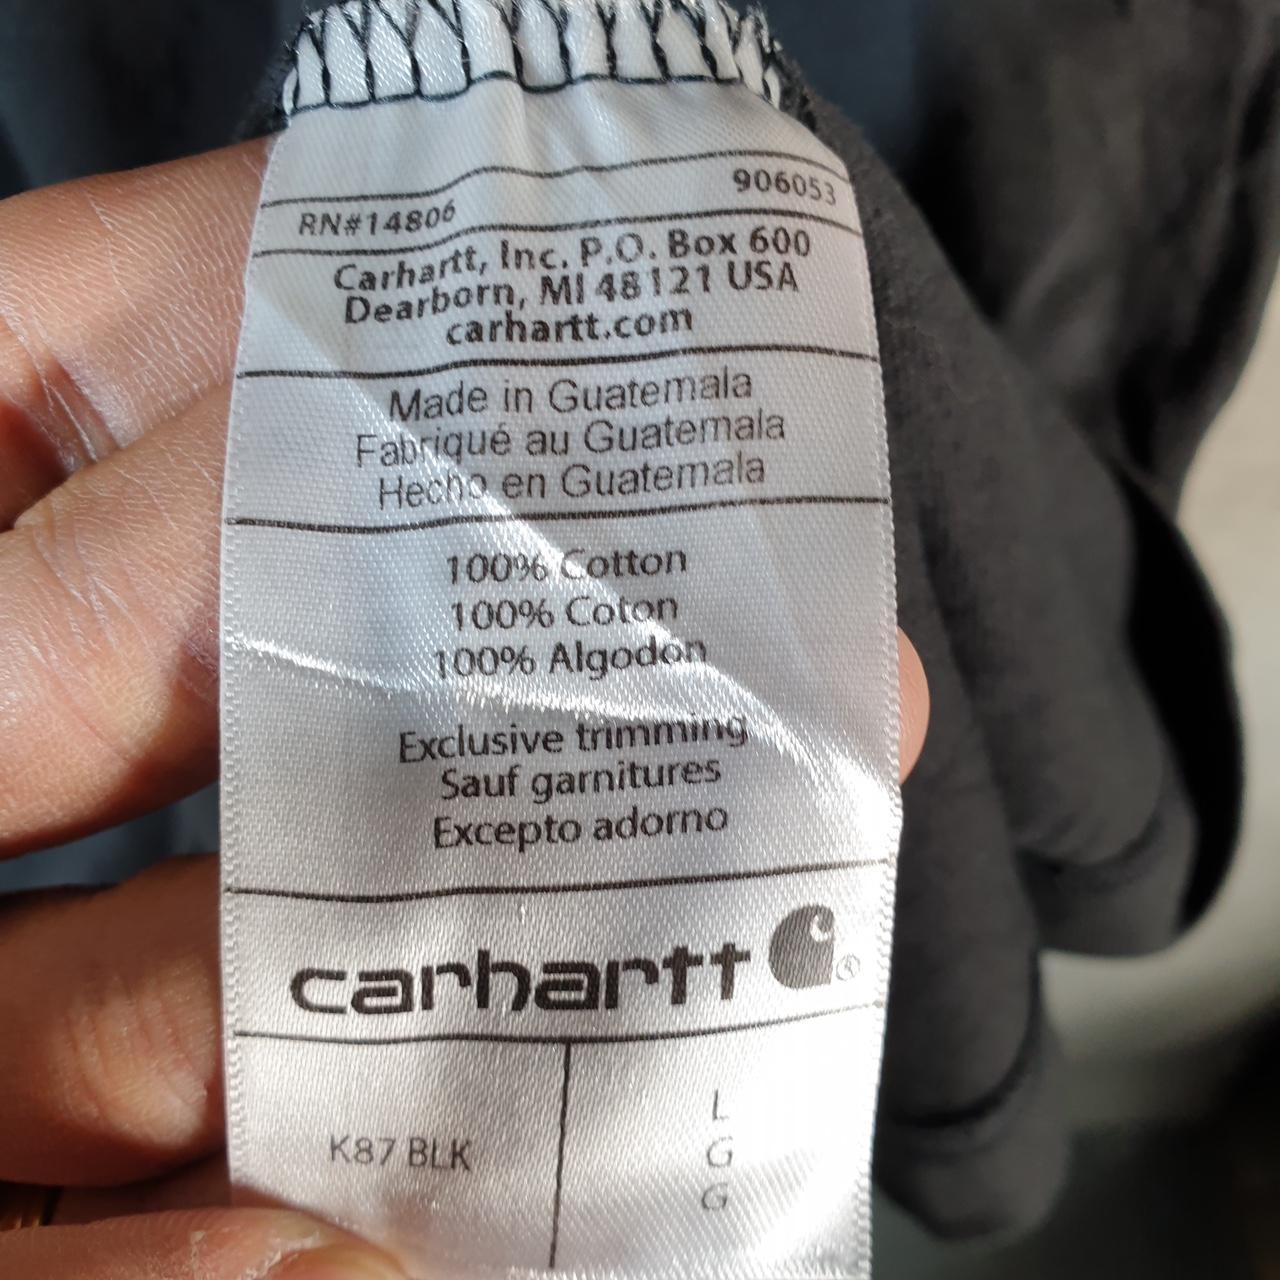 906053
RN#14806
Carhartt, Inc. P.O. Box 600
Dearborn, MI 48121 USA
carhartt.com
Made in Guatemala
Fabriqué au Guatemala
Hecho en Guatemala
100% Cotton
100% Coton
100% Algodon
Exclusive trimming
Sauf garnitures
Excepto adorno
carhartt ®
K87 BLK
L
G
G